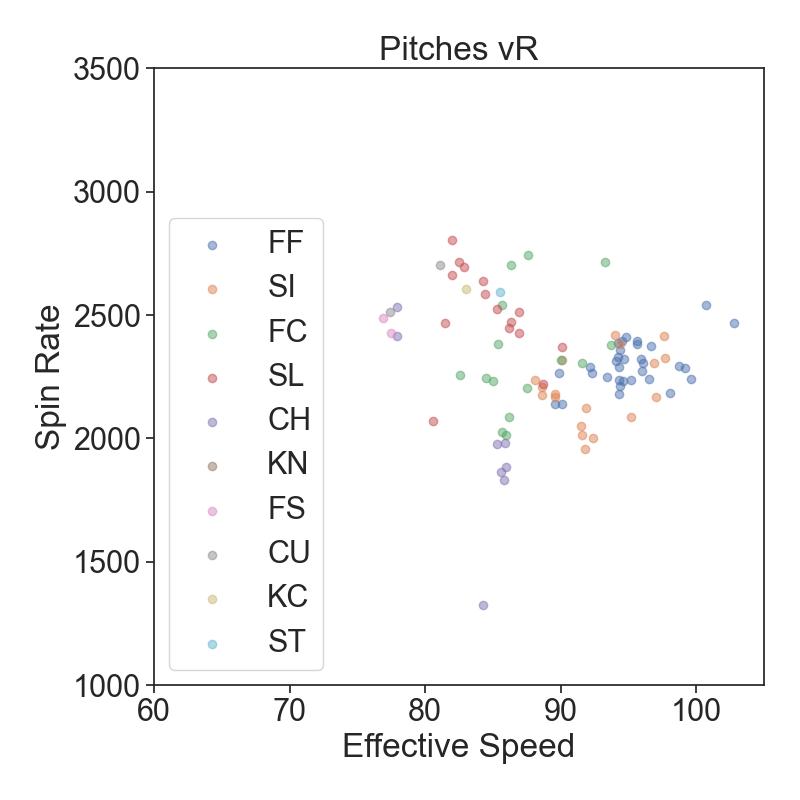 Pitches vR
3500
3000
2500
2000
1500
1000
Spin Rate
FF
SI
FC
SL
CH
KN
FS
CU
KC
ST
60 70 80 90 100
Effective Speed